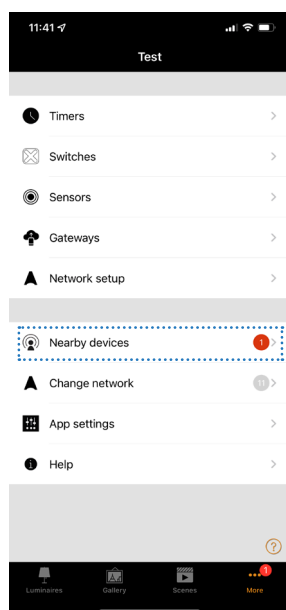 11:41
Test
Timers
Switches
Sensors
Gateways
Network setup
Nearby devices 1
Change network 11
App settings
Help
?
1
Luminaires Gallery Scenes More